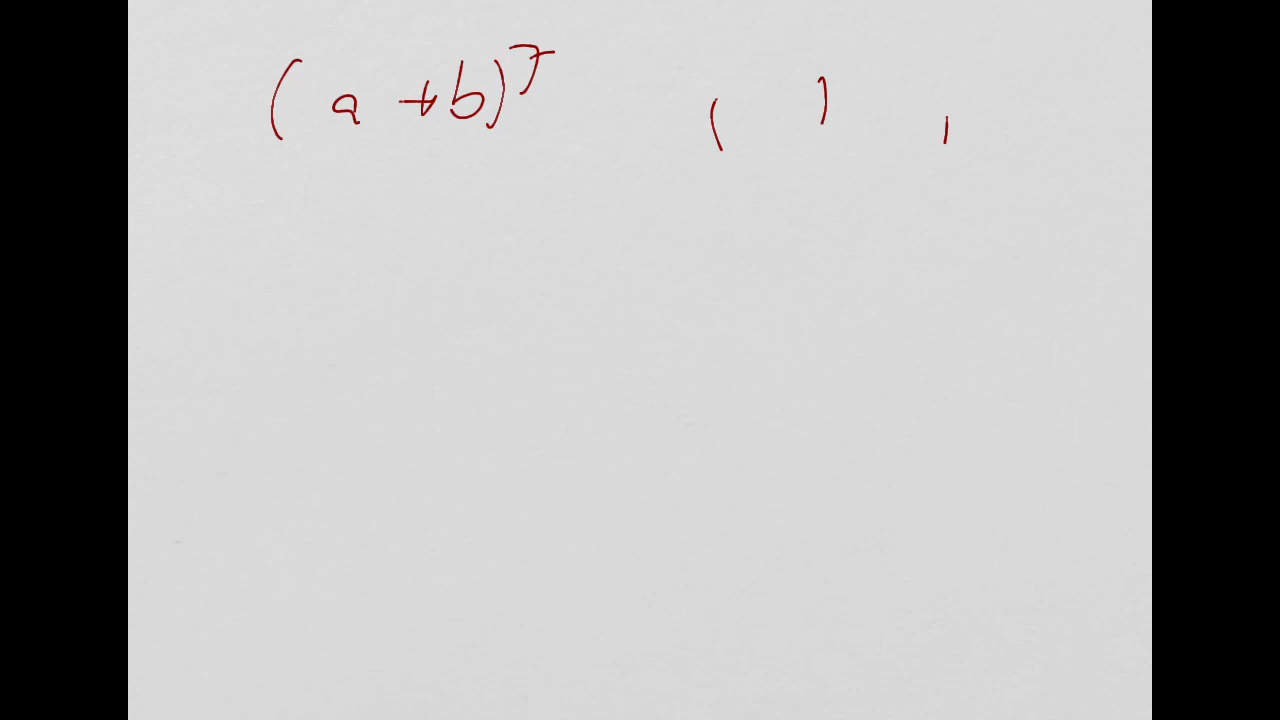 (a+b)⁷ ( ) ,